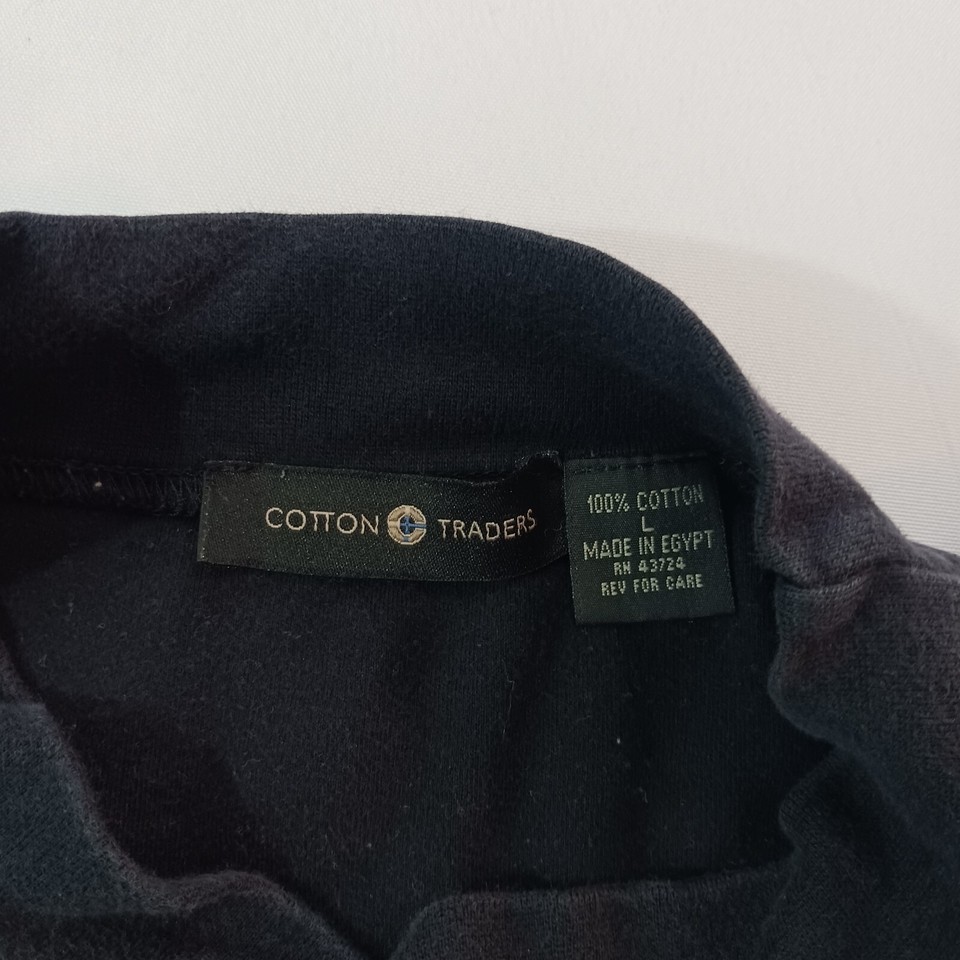 COTTON TRADERS
100% COTTON
L
MADE IN EGYPT
RN 43724
REV FOR CARE